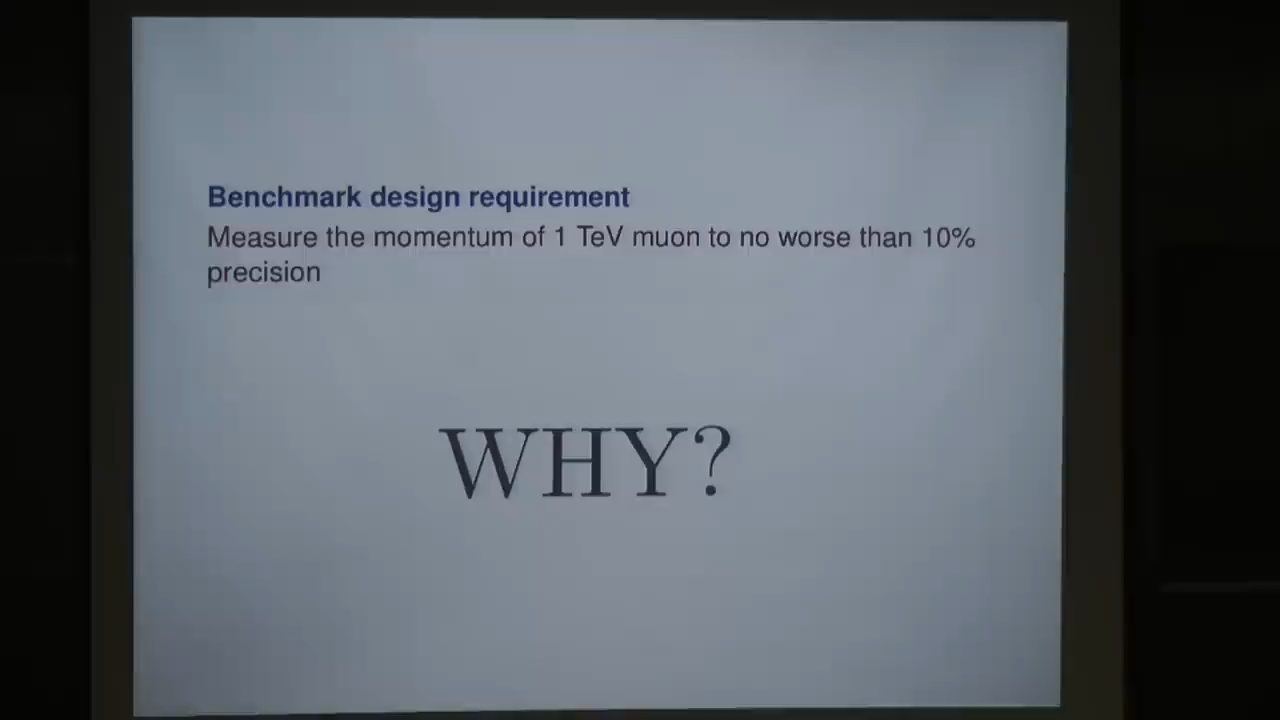 Benchmark design requirement
Measure the momentum of 1 TeV muon to no worse than 10%
precision
WHY?